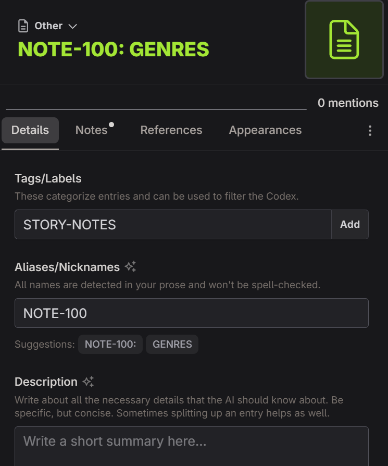 Other
NOTE-100: GENRES
0 mentions
Details Notes References Appearances
Tags/Labels
These categorize entries and can be used to filter the Codex.
STORY-NOTES Add
Aliases/Nicknames
All names are detected in your prose and won't be spell-checked.
NOTE-100
Suggestions: NOTE-100: GENRES
Description
Write about all the necessary details that the AI should know about. Be
specific, but concise. Sometimes splitting up an entry helps as well.
Write a short summary here...